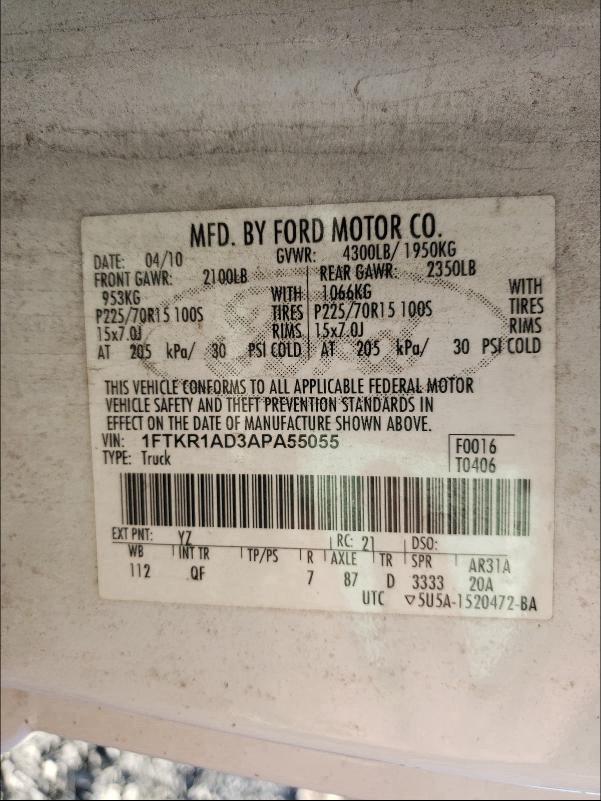 MFD. BY FORD MOTOR CO.
DATE: 04/10 GVWR: 4300LB/ 1950KG
FRONT GAWR: 2100LB REAR GAWR: 2350LB
953KG WITH 1066KG WITH
P225/70R15 100S TIRES P225/70R15 100S TIRES
15x7.0J RIMS 15x7.0J RIMS
AT 205 kPa/ 30 PSI COLD AT 205 kPa/ 30 PSI COLD
THIS VEHICLE CONFORMS TO ALL APPLICABLE FEDERAL MOTOR
VEHICLE SAFETY AND THEFT PREVENTION STANDARDS IN
EFFECT ON THE DATE OF MANUFACTURE SHOWN ABOVE.
VIN: 1FTKR1AD3APA55055 F0016
TYPE: Truck T0406
EXT PNT: YZ RC: 21 DSO:
WB INT TR TP/PS R AXLE TR SPR AR31A
112 QF 7 87 D 3333 20A
UTC ▽5U5A-1520472-BA